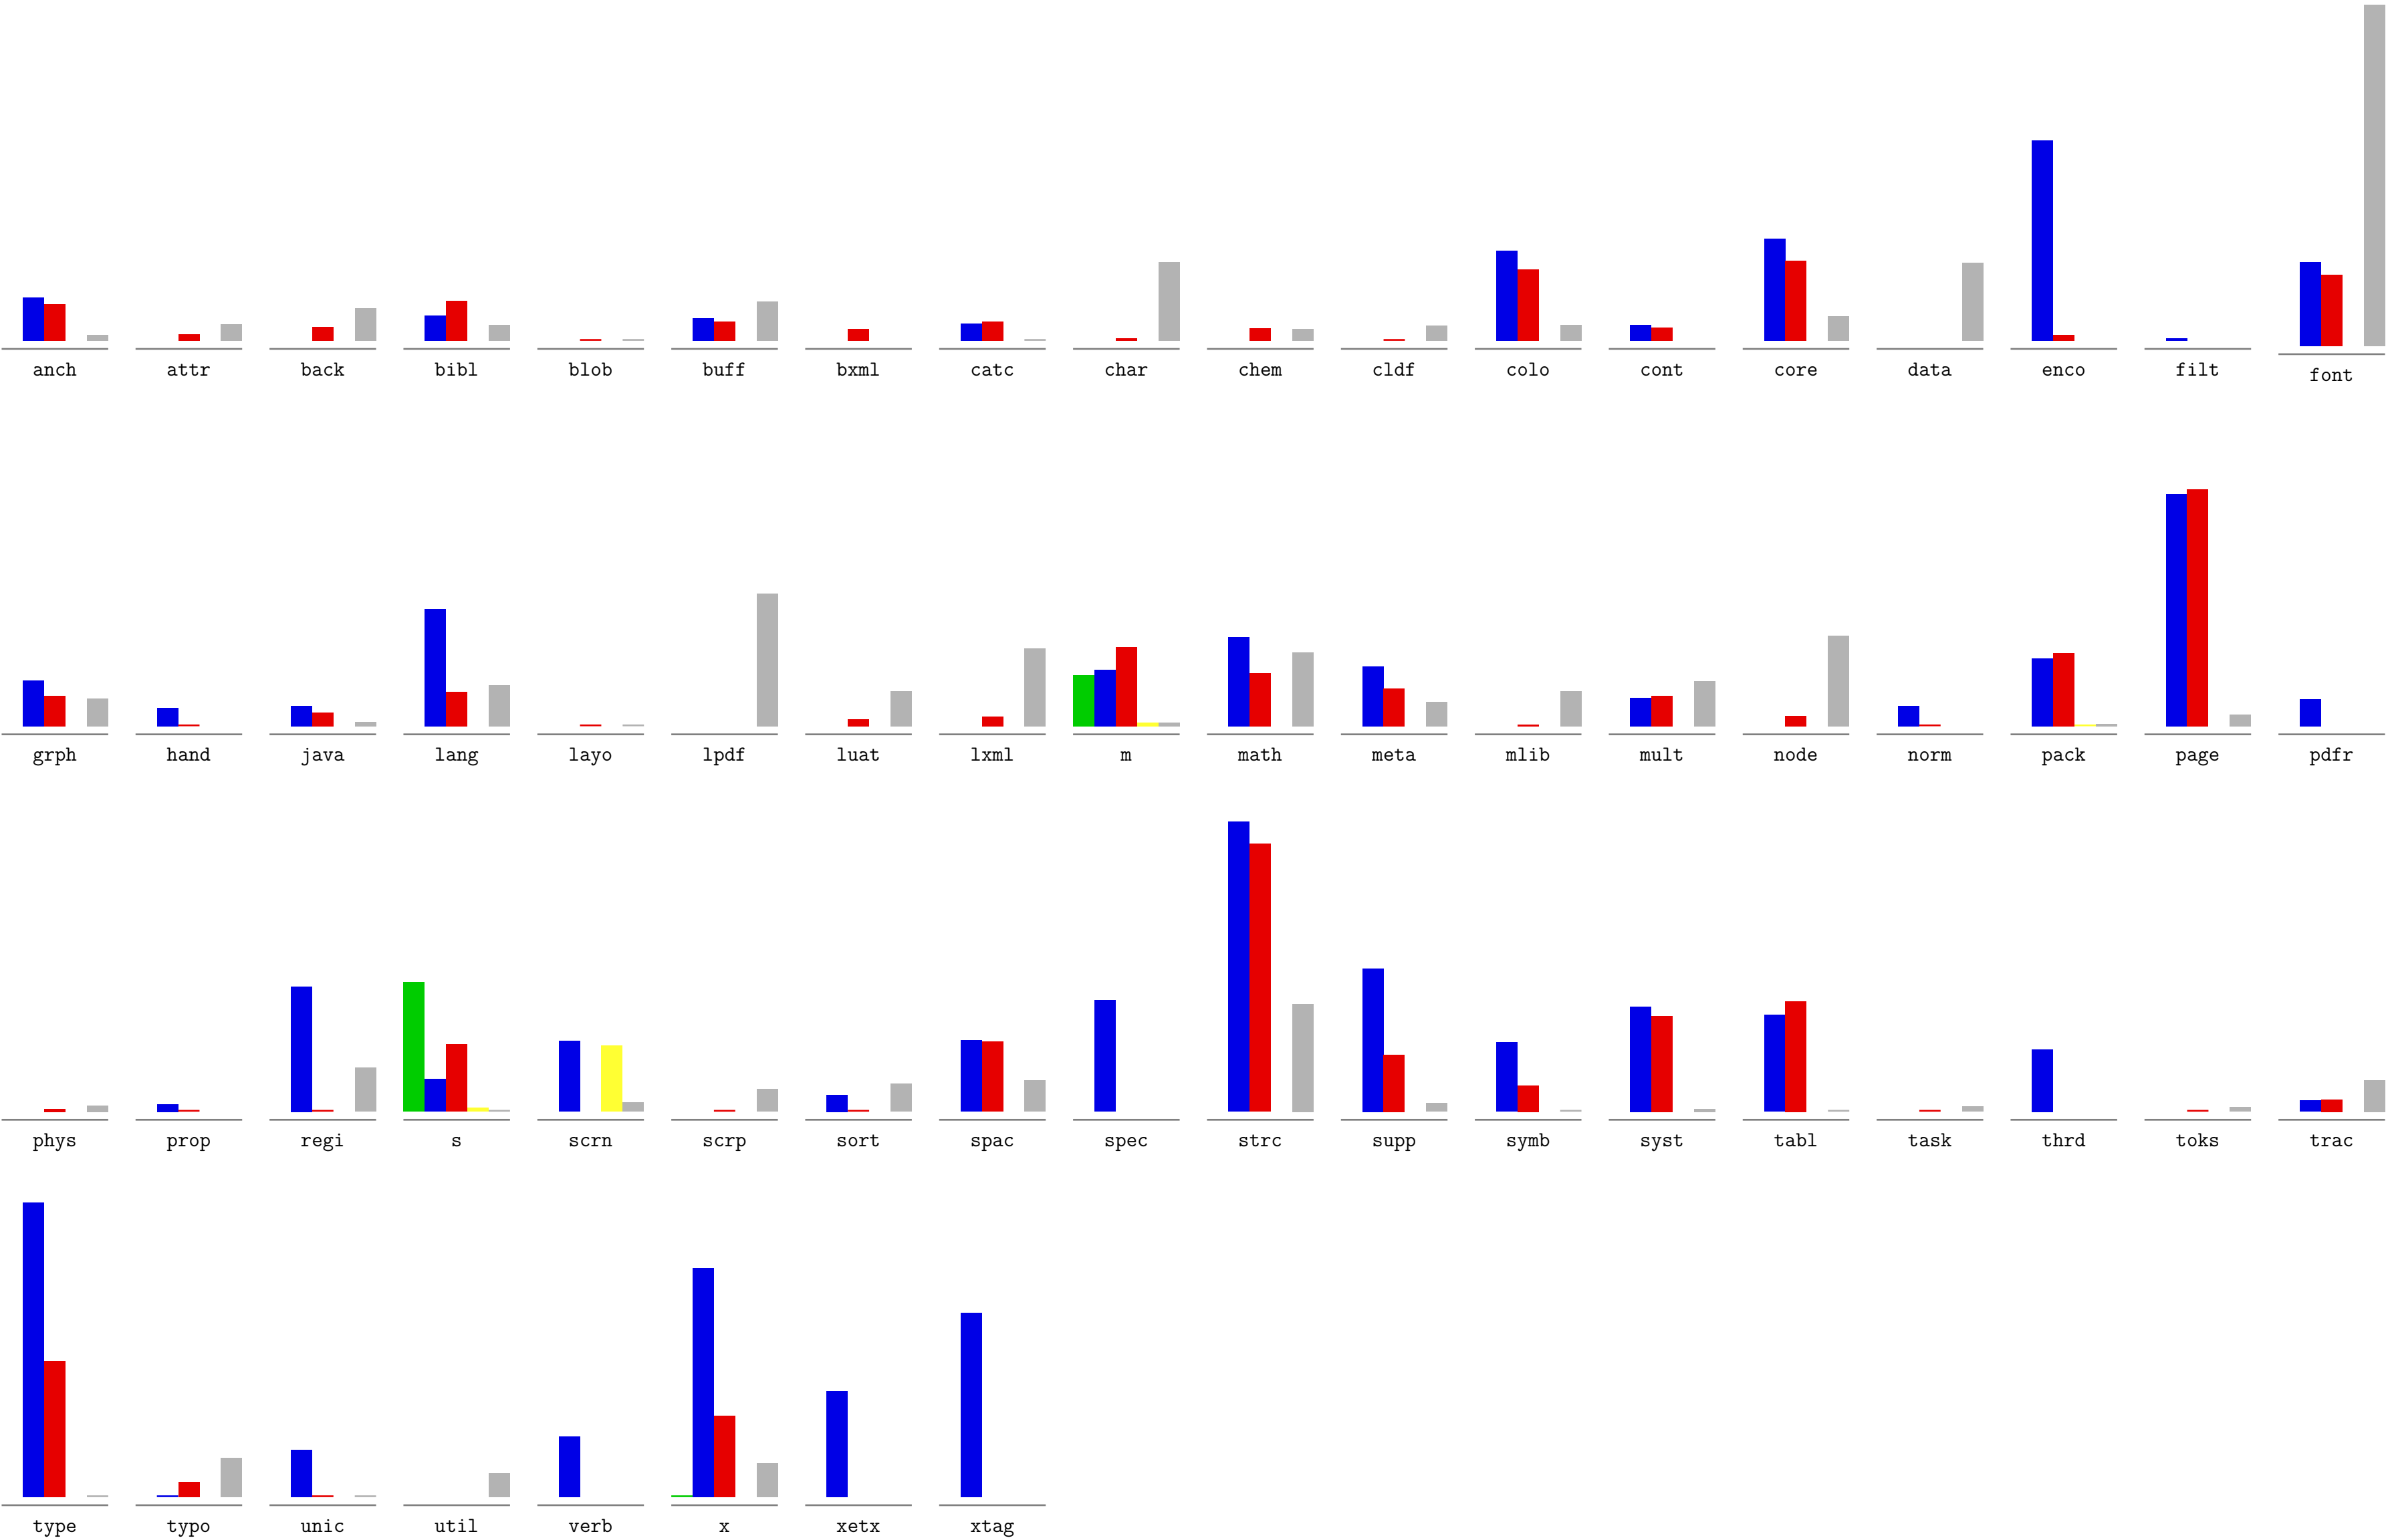 anch attr back bibl blob buff bxml catc char chem cldf colo cont core data enco filt font
grph hand java lang layo lpdf luat lxml m math meta mlib mult node norm pack page pdfr
phys prop regi s scrn scrp sort spac spec strc supp symb syst tabl task thrd toks trac
type typo unic util verb x xetx xtag